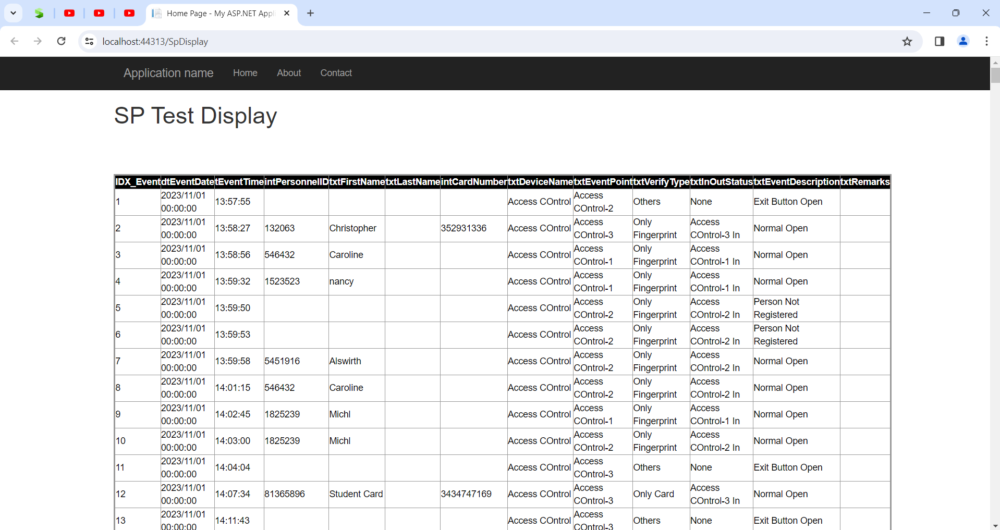 Home Page - My ASP.NET Appl
localhost:44313/SpDisplay
Application name Home About Contact
SP Test Display
IDX_Event dtEventDate tEventTime intPersonnelID txtFirstName txtLastName intCardNumber txtDeviceName txtEventPoint txtVerifyType txtInOutStatus txtEventDescription txtRemarks
1 2023/11/01 00:00:00 13:57:55 Access COntrol Access COntrol-2 Others None Exit Button Open
2 2023/11/01 00:00:00 13:58:27 132063 Christopher 352931336 Access COntrol Access COntrol-3 Only Fingerprint Access COntrol-3 In Normal Open
3 2023/11/01 00:00:00 13:58:56 546432 Caroline Access COntrol Access COntrol-1 Only Fingerprint Access COntrol-1 In Normal Open
4 2023/11/01 00:00:00 13:59:32 1523523 nancy Access COntrol Access COntrol-1 Only Fingerprint Access COntrol-1 In Normal Open
5 2023/11/01 00:00:00 13:59:50 Access COntrol Access COntrol-2 Only Fingerprint Access COntrol-2 In Person Not Registered
6 2023/11/01 00:00:00 13:59:53 Access COntrol Access COntrol-2 Only Fingerprint Access COntrol-2 In Person Not Registered
7 2023/11/01 00:00:00 13:59:58 5451916 Alswirth Access COntrol Access COntrol-2 Only Fingerprint Access COntrol-2 In Normal Open
8 2023/11/01 00:00:00 14:01:15 546432 Caroline Access COntrol Access COntrol-2 Only Fingerprint Access COntrol-2 In Normal Open
9 2023/11/01 00:00:00 14:02:45 1825239 Michl Access COntrol Access COntrol-1 Only Fingerprint Access COntrol-1 In Normal Open
10 2023/11/01 00:00:00 14:03:00 1825239 Michl Access COntrol Access COntrol-2 Only Fingerprint Access COntrol-2 In Normal Open
11 2023/11/01 00:00:00 14:04:04 Access COntrol Access COntrol-3 Others None Exit Button Open
12 2023/11/01 00:00:00 14:07:34 81365896 Student Card 3434747169 Access COntrol Access COntrol-3 Only Card Access COntrol-3 In Normal Open
13 2023/11/01 00:00:00 14:11:43 Access COntrol Access COntrol-3 Others None Exit Button Open